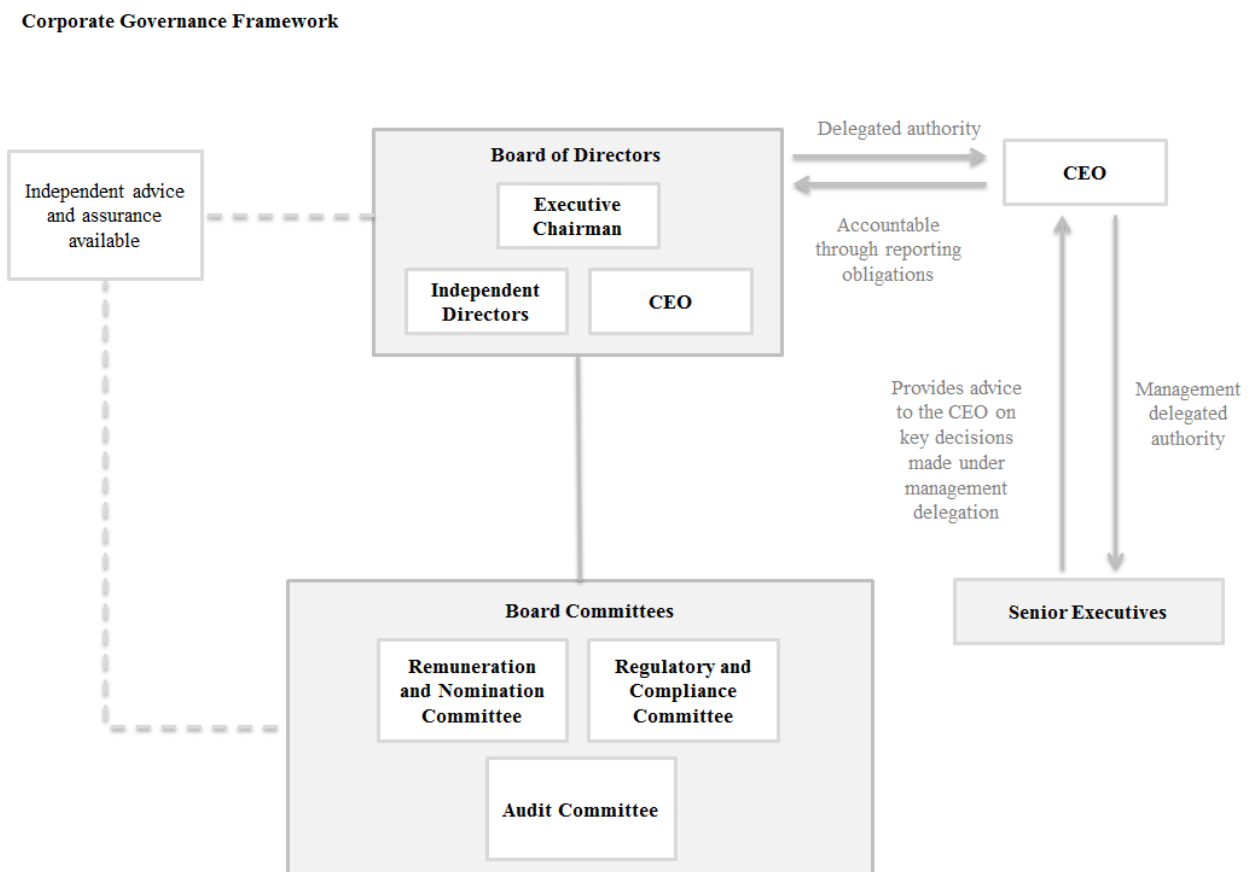 Corporate Governance Framework
Independent advice
and assurance
available
Board of Directors
Executive
Chairman
Independent
Directors
CEO
Delegated authority
Accountable
through reporting
obligations
CEO
Provides advice
to the CEO on
key decisions
made under
management
delegation
Management
delegated
authority
Senior Executives
Board Committees
Remuneration
and Nomination
Committee
Regulatory and
Compliance
Committee
Audit Committee